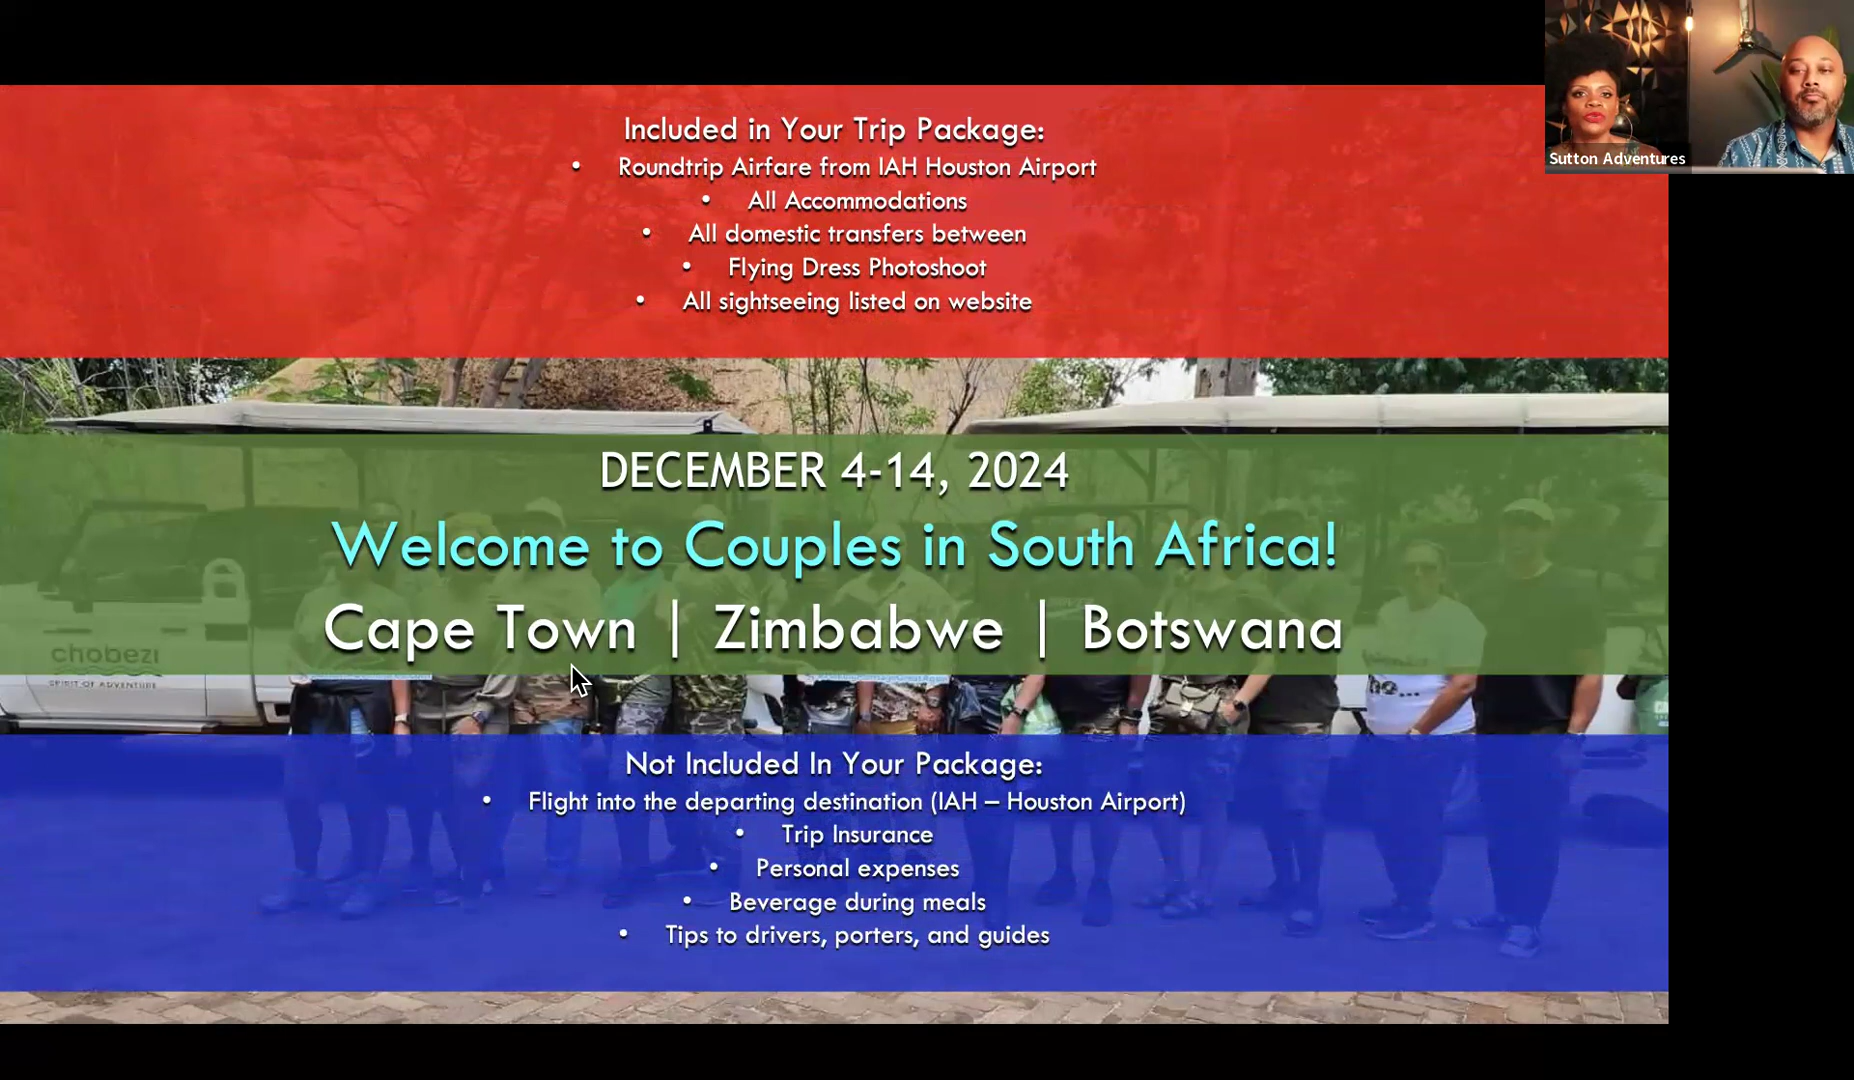 Included in Your Trip Package:
• Roundtrip Airfare from IAH Houston Airport
• All Accommodations
• All domestic transfers between
• Flying Dress Photoshoot
• All sightseeing listed on website
Sutton Adventures
DECEMBER 4-14, 2024
Welcome to Couples in South Africa!
Cape Town | Zimbabwe | Botswana
chobezi
SPIRIT OF ADVENTURE
Not Included In Your Package:
• Flight into the departing destination (IAH – Houston Airport)
• Trip Insurance
• Personal expenses
• Beverage during meals
• Tips to drivers, porters, and guides